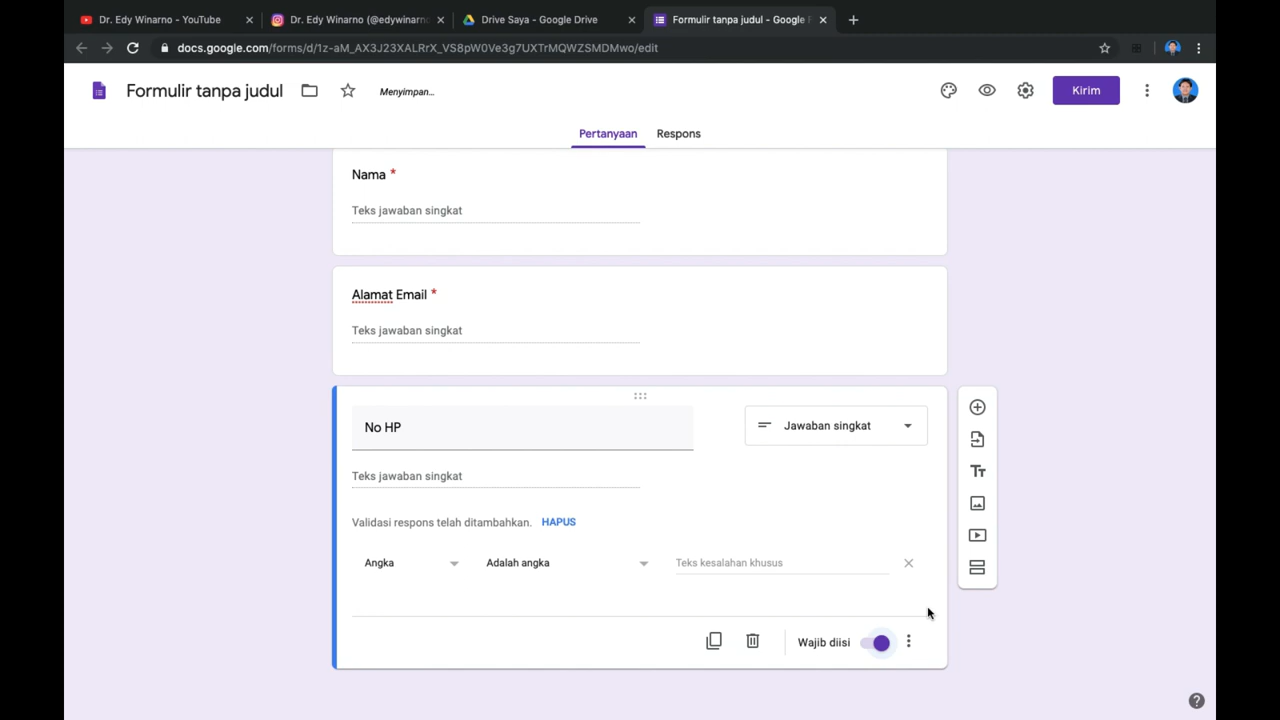 Dr. Edy Winarno - YouTube
Dr. Edy Winarno (@edywinarno
Drive Saya - Google Drive
Formulir tanpa judul - Google F
docs.google.com/forms/d/1z-aM_AX3J23XALRrX_VS8pW0Ve3g7UXTrMQWZSMDMwo/edit
Formulir tanpa judul
Menyimpan...
Kirim
Pertanyaan
Respons
Nama *
Teks jawaban singkat
Alamat Email *
Teks jawaban singkat
No HP
Jawaban singkat
Teks jawaban singkat
Validasi respons telah ditambahkan. HAPUS
Angka
Adalah angka
Teks kesalahan khusus
Wajib diisi